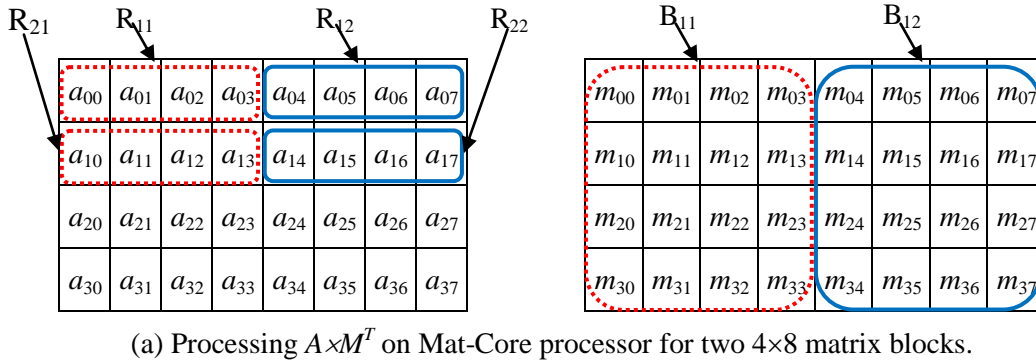 R₂₁ R₁₁ R₁₂ R₂₂ B₁₁ B₁₂
a₀₀ a₀₁ a₀₂ a₀₃ a₀₄ a₀₅ a₀₆ a₀₇ m₀₀ m₀₁ m₀₂ m₀₃ m₀₄ m₀₅ m₀₆ m₀₇
a₁₀ a₁₁ a₁₂ a₁₃ a₁₄ a₁₅ a₁₆ a₁₇ m₁₀ m₁₁ m₁₂ m₁₃ m₁₄ m₁₅ m₁₆ m₁₇
a₂₀ a₂₁ a₂₂ a₂₃ a₂₄ a₂₅ a₂₆ a₂₇ m₂₀ m₂₁ m₂₂ m₂₃ m₂₄ m₂₅ m₂₆ m₂₇
a₃₀ a₃₁ a₃₂ a₃₃ a₃₄ a₃₅ a₃₆ a₃₇ m₃₀ m₃₁ m₃₂ m₃₃ m₃₄ m₃₅ m₃₆ m₃₇
(a) Processing A×Mᵀ on Mat-Core processor for two 4×8 matrix blocks.